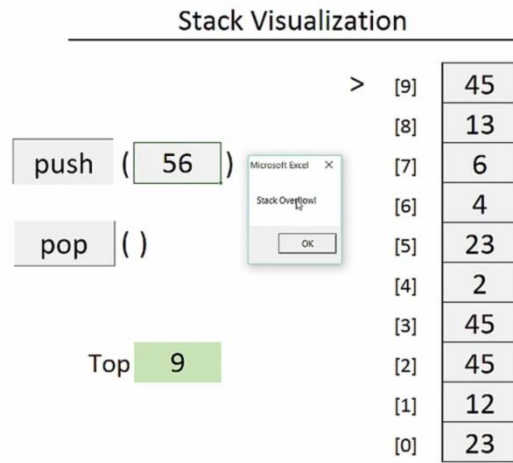 Stack Visualization
> [9] 45
[8] 13
push ( 56 ) [7] 6
Microsoft Excel ×
Stack Overflow!
[6] 4
OK
pop ( ) [5] 23
[4] 2
[3] 45
Top 9 [2] 45
[1] 12
[0] 23